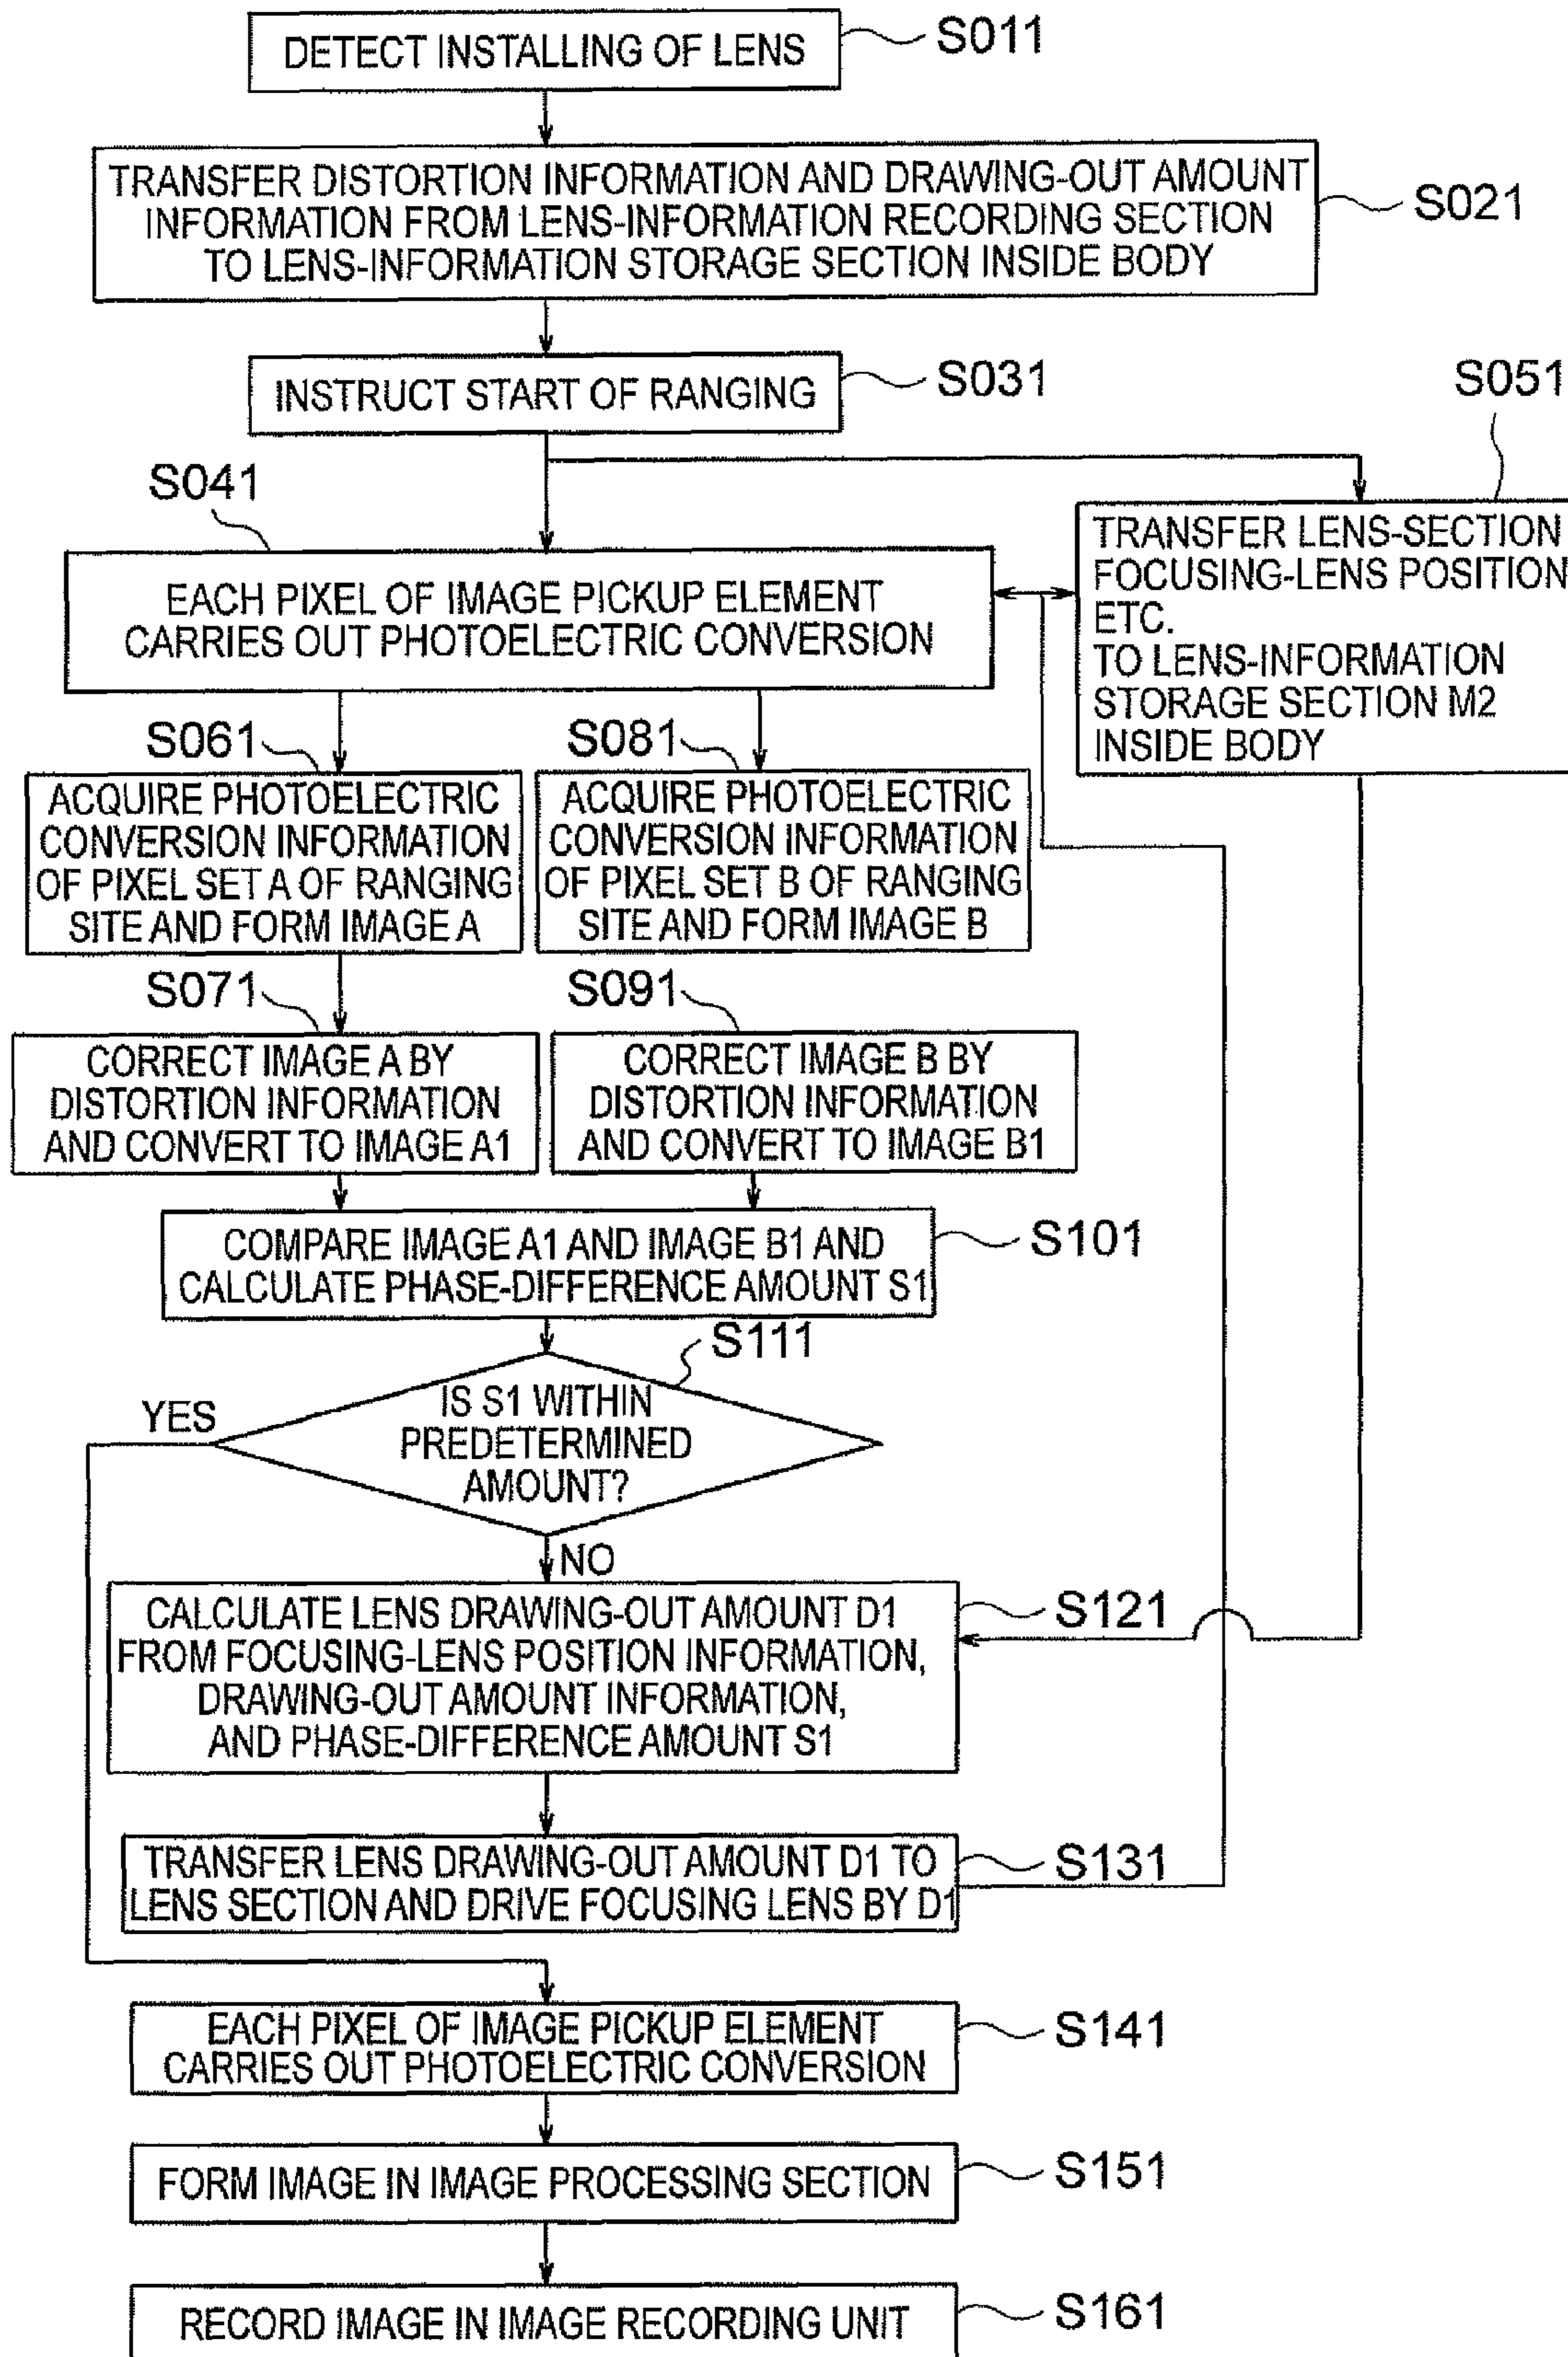 DETECT INSTALLING OF LENS
S011
TRANSFER DISTORTION INFORMATION AND DRAWING-OUT AMOUNT
INFORMATION FROM LENS-INFORMATION RECORDING SECTION
TO LENS-INFORMATION STORAGE SECTION INSIDE BODY
S021
INSTRUCT START OF RANGING
S031
S051
S041
EACH PIXEL OF IMAGE PICKUP ELEMENT
CARRIES OUT PHOTOELECTRIC CONVERSION
TRANSFER LENS-SECTION
FOCUSING-LENS POSITION
ETC.
TO LENS-INFORMATION
STORAGE SECTION M2
INSIDE BODY
S061
ACQUIRE PHOTOELECTRIC
CONVERSION INFORMATION
OF PIXEL SET A OF RANGING
SITE AND FORM IMAGE A
S081
ACQUIRE PHOTOELECTRIC
CONVERSION INFORMATION
OF PIXEL SET B OF RANGING
SITE AND FORM IMAGE B
S071
CORRECT IMAGE A BY
DISTORTION INFORMATION
AND CONVERT TO IMAGE A1
S091
CORRECT IMAGE B BY
DISTORTION INFORMATION
AND CONVERT TO IMAGE B1
COMPARE IMAGE A1 AND IMAGE B1 AND
CALCULATE PHASE-DIFFERENCE AMOUNT S1
S101
S111
YES
IS S1 WITHIN
PREDETERMINED
AMOUNT?
NO
CALCULATE LENS DRAWING-OUT AMOUNT D1
FROM FOCUSING-LENS POSITION INFORMATION,
DRAWING-OUT AMOUNT INFORMATION,
AND PHASE-DIFFERENCE AMOUNT S1
S121
TRANSFER LENS DRAWING-OUT AMOUNT D1 TO
LENS SECTION AND DRIVE FOCUSING LENS BY D1
S131
EACH PIXEL OF IMAGE PICKUP ELEMENT
CARRIES OUT PHOTOELECTRIC CONVERSION
S141
FORM IMAGE IN IMAGE PROCESSING SECTION
S151
RECORD IMAGE IN IMAGE RECORDING UNIT
S161